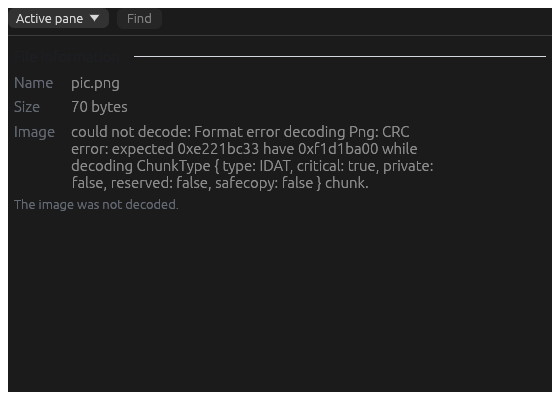 Active pane ▼ Find
Name pic.png
Size 70 bytes
Image could not decode: Format error decoding Png: CRC
error: expected 0xe221bc33 have 0xf1d1ba00 while
decoding ChunkType { type: IDAT, critical: true, private:
false, reserved: false, safecopy: false } chunk.
The image was not decoded.